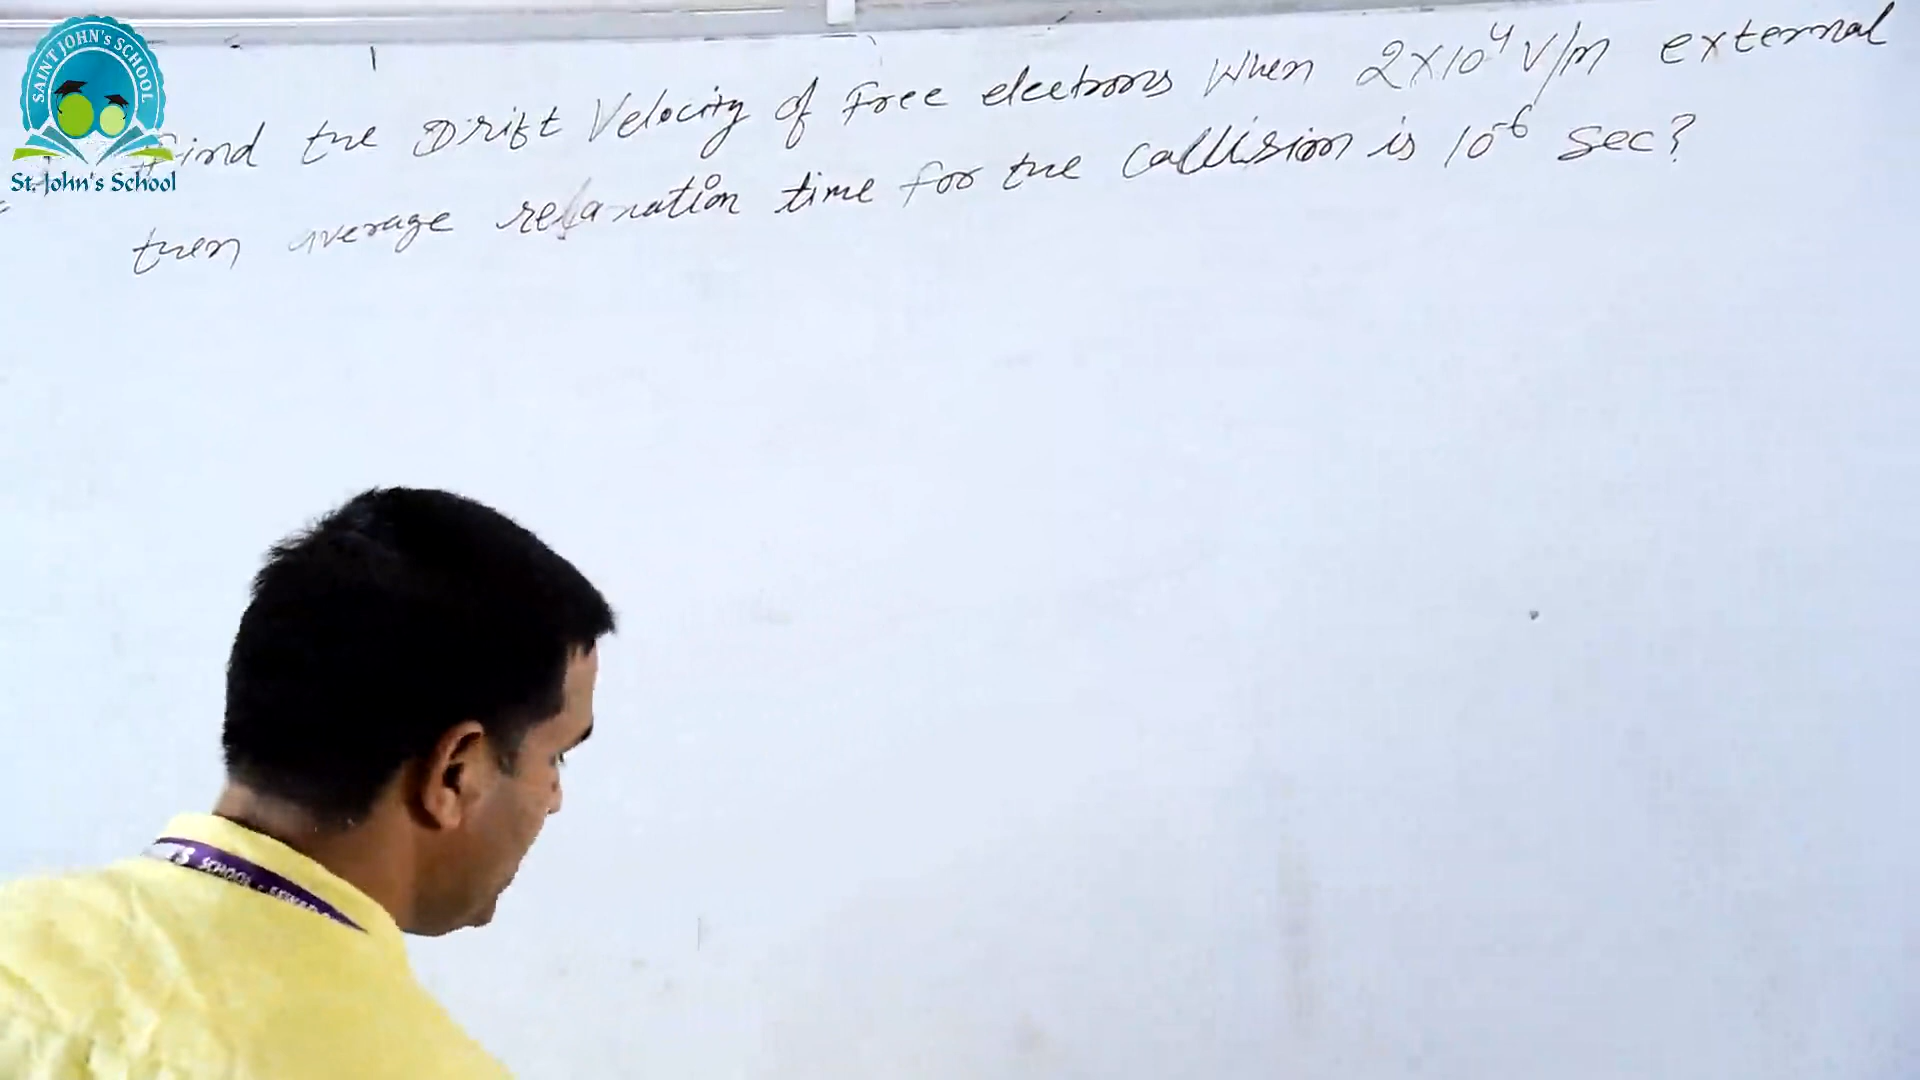 SAINT JOHN's SCHOOL
St. John's School
Find the Drift Velocity of Free electrons When 2×10⁴ V/m external
then average relaxation time for the collision is 10⁻⁶ Sec?
's SCHOOL